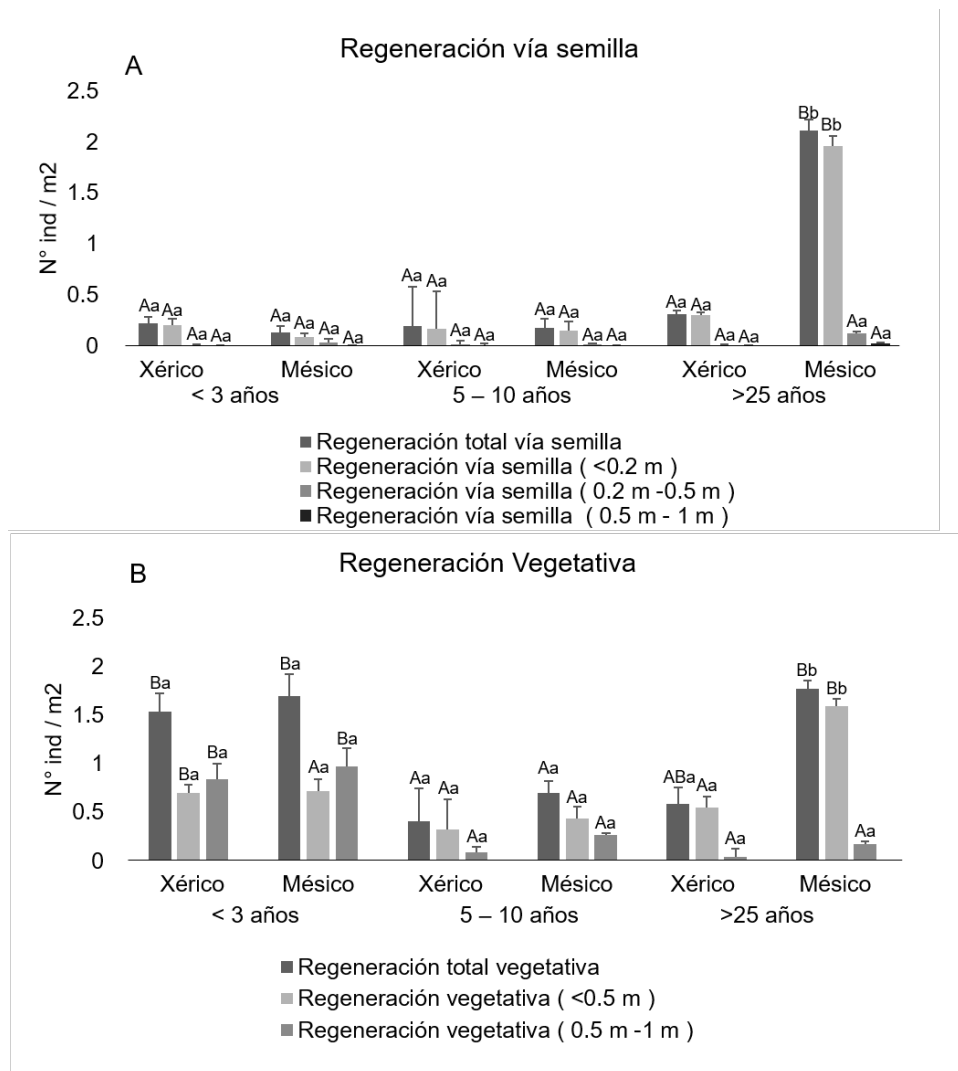 A
Regeneración vía semilla
2.5
2
1.5
1
0.5
0
N° ind / m2
Aa Aa Aa Aa
Aa Aa Aa Aa
Aa Aa Aa Aa
Aa Aa Aa Aa
Aa Aa Aa Aa
Bb Bb Aa Aa
Xérico Mésico Xérico Mésico Xérico Mésico
< 3 años 5 – 10 años >25 años
Regeneración total vía semilla
Regeneración vía semilla ( <0.2 m )
Regeneración vía semilla ( 0.2 m -0.5 m )
Regeneración vía semilla ( 0.5 m - 1 m )
B
Regeneración Vegetativa
2.5
2
1.5
1
0.5
0
N° ind / m2
Ba Ba Ba
Ba Aa Ba
Aa Aa Aa
Aa Aa Aa
ABa Aa Aa
Bb Bb Aa
Xérico Mésico Xérico Mésico Xérico Mésico
< 3 años 5 – 10 años >25 años
Regeneración total vegetativa
Regeneración vegetativa ( <0.5 m )
Regeneración vegetativa ( 0.5 m -1 m )